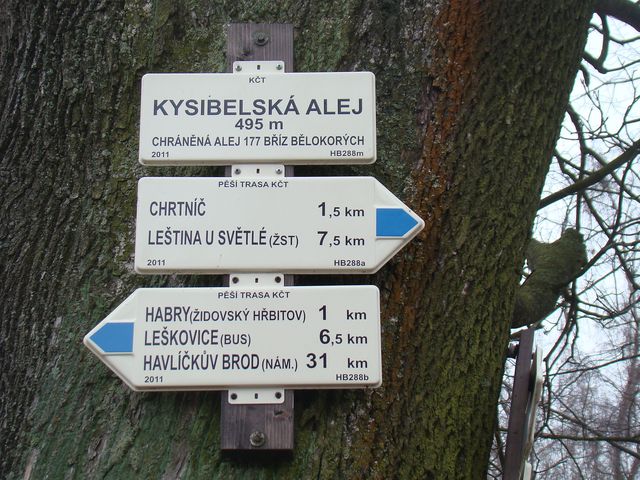 KČT
KYSIBELSKÁ ALEJ
495 m
CHRÁNĚNÁ ALEJ 177 BŘÍZ BĚLOKORÝCH
2011 HB288m
PĚŠÍ TRASA KČT
CHRTNÍČ 1,5 km
LEŠTINA U SVĚTLÉ (ŽST) 7,5 km
2011 HB288a
PĚŠÍ TRASA KČT
HABRY (ŽIDOVSKÝ HŘBITOV) 1 km
LEŠKOVICE (BUS) 6,5 km
HAVLÍČKŮV BROD (NÁM.) 31 km
2011 HB288b